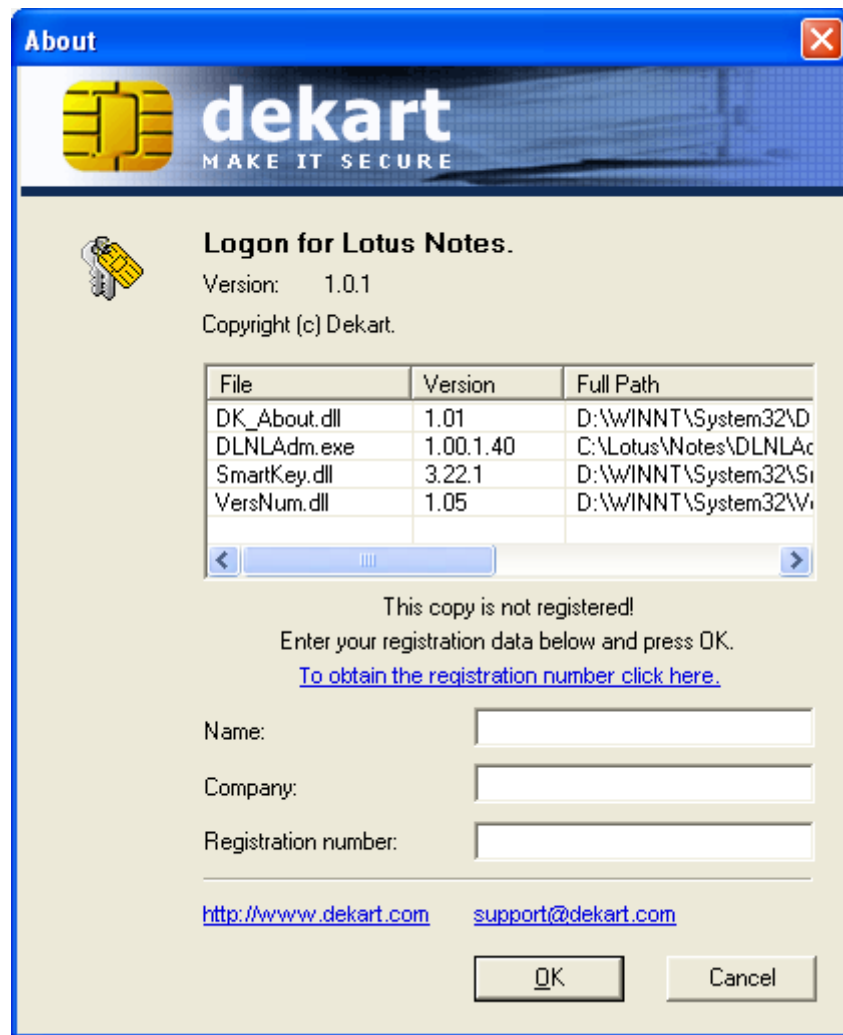 About
dekart
MAKE IT SECURE
Logon for Lotus Notes.
Version: 1.0.1
Copyright (c) Dekart.
File Version Full Path
DK_About.dll 1.01 D:\WINNT\System32\D
DLNLAdm.exe 1.00.1.40 C:\Lotus\Notes\DLNLAd
SmartKey.dll 3.22.1 D:\WINNT\System32\S
VersNum.dll 1.05 D:\WINNT\System32\V
This copy is not registered!
Enter your registration data below and press OK.
To obtain the registration number click here.
Name:
Company:
Registration number:
http://www.dekart.com support@dekart.com
OK Cancel